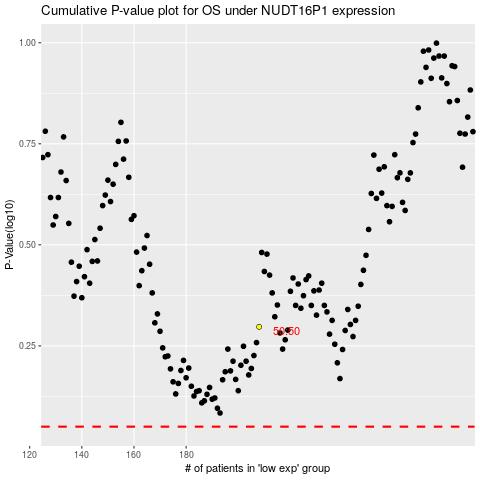 Cumulative P-value plot for OS under NUDT16P1 expression
P-Value(log10)
1.00
0.75
0.50
0.25
50:50
120 140 160 180
# of patients in 'low exp' group